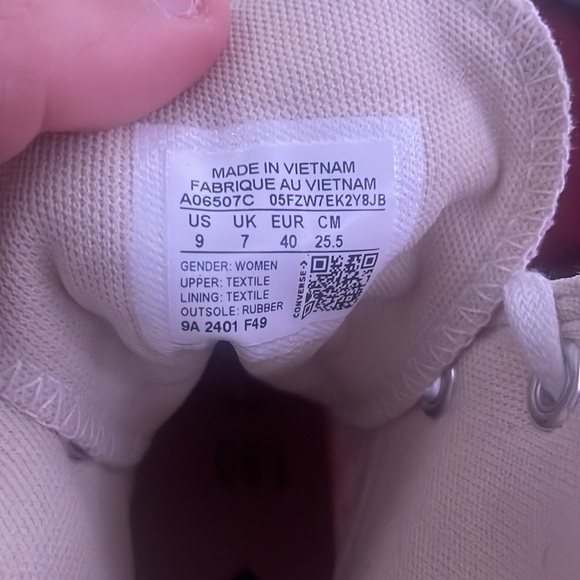 MADE IN VIETNAM
FABRIQUE AU VIETNAM
A06507C 05FZW7EK2Y8JB
US UK EUR CM
9 7 40 25.5
GENDER: WOMEN
UPPER: TEXTILE
LINING: TEXTILE
OUTSOLE: RUBBER
9A 2401 F49
CONVERSE